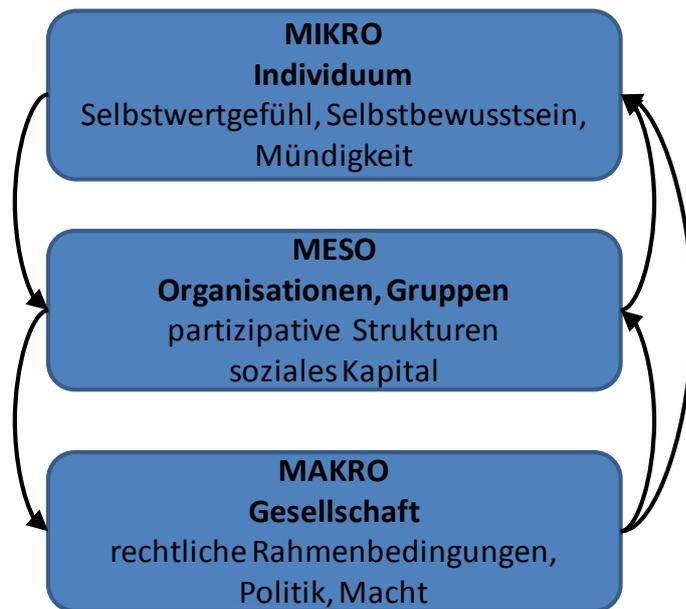 MIKRO
Individuum
Selbstwertgefühl, Selbstbewusstsein,
Mündigkeit
MESO
Organisationen, Gruppen
partizipative Strukturen
soziales Kapital
MAKRO
Gesellschaft
rechtliche Rahmenbedingungen,
Politik, Macht